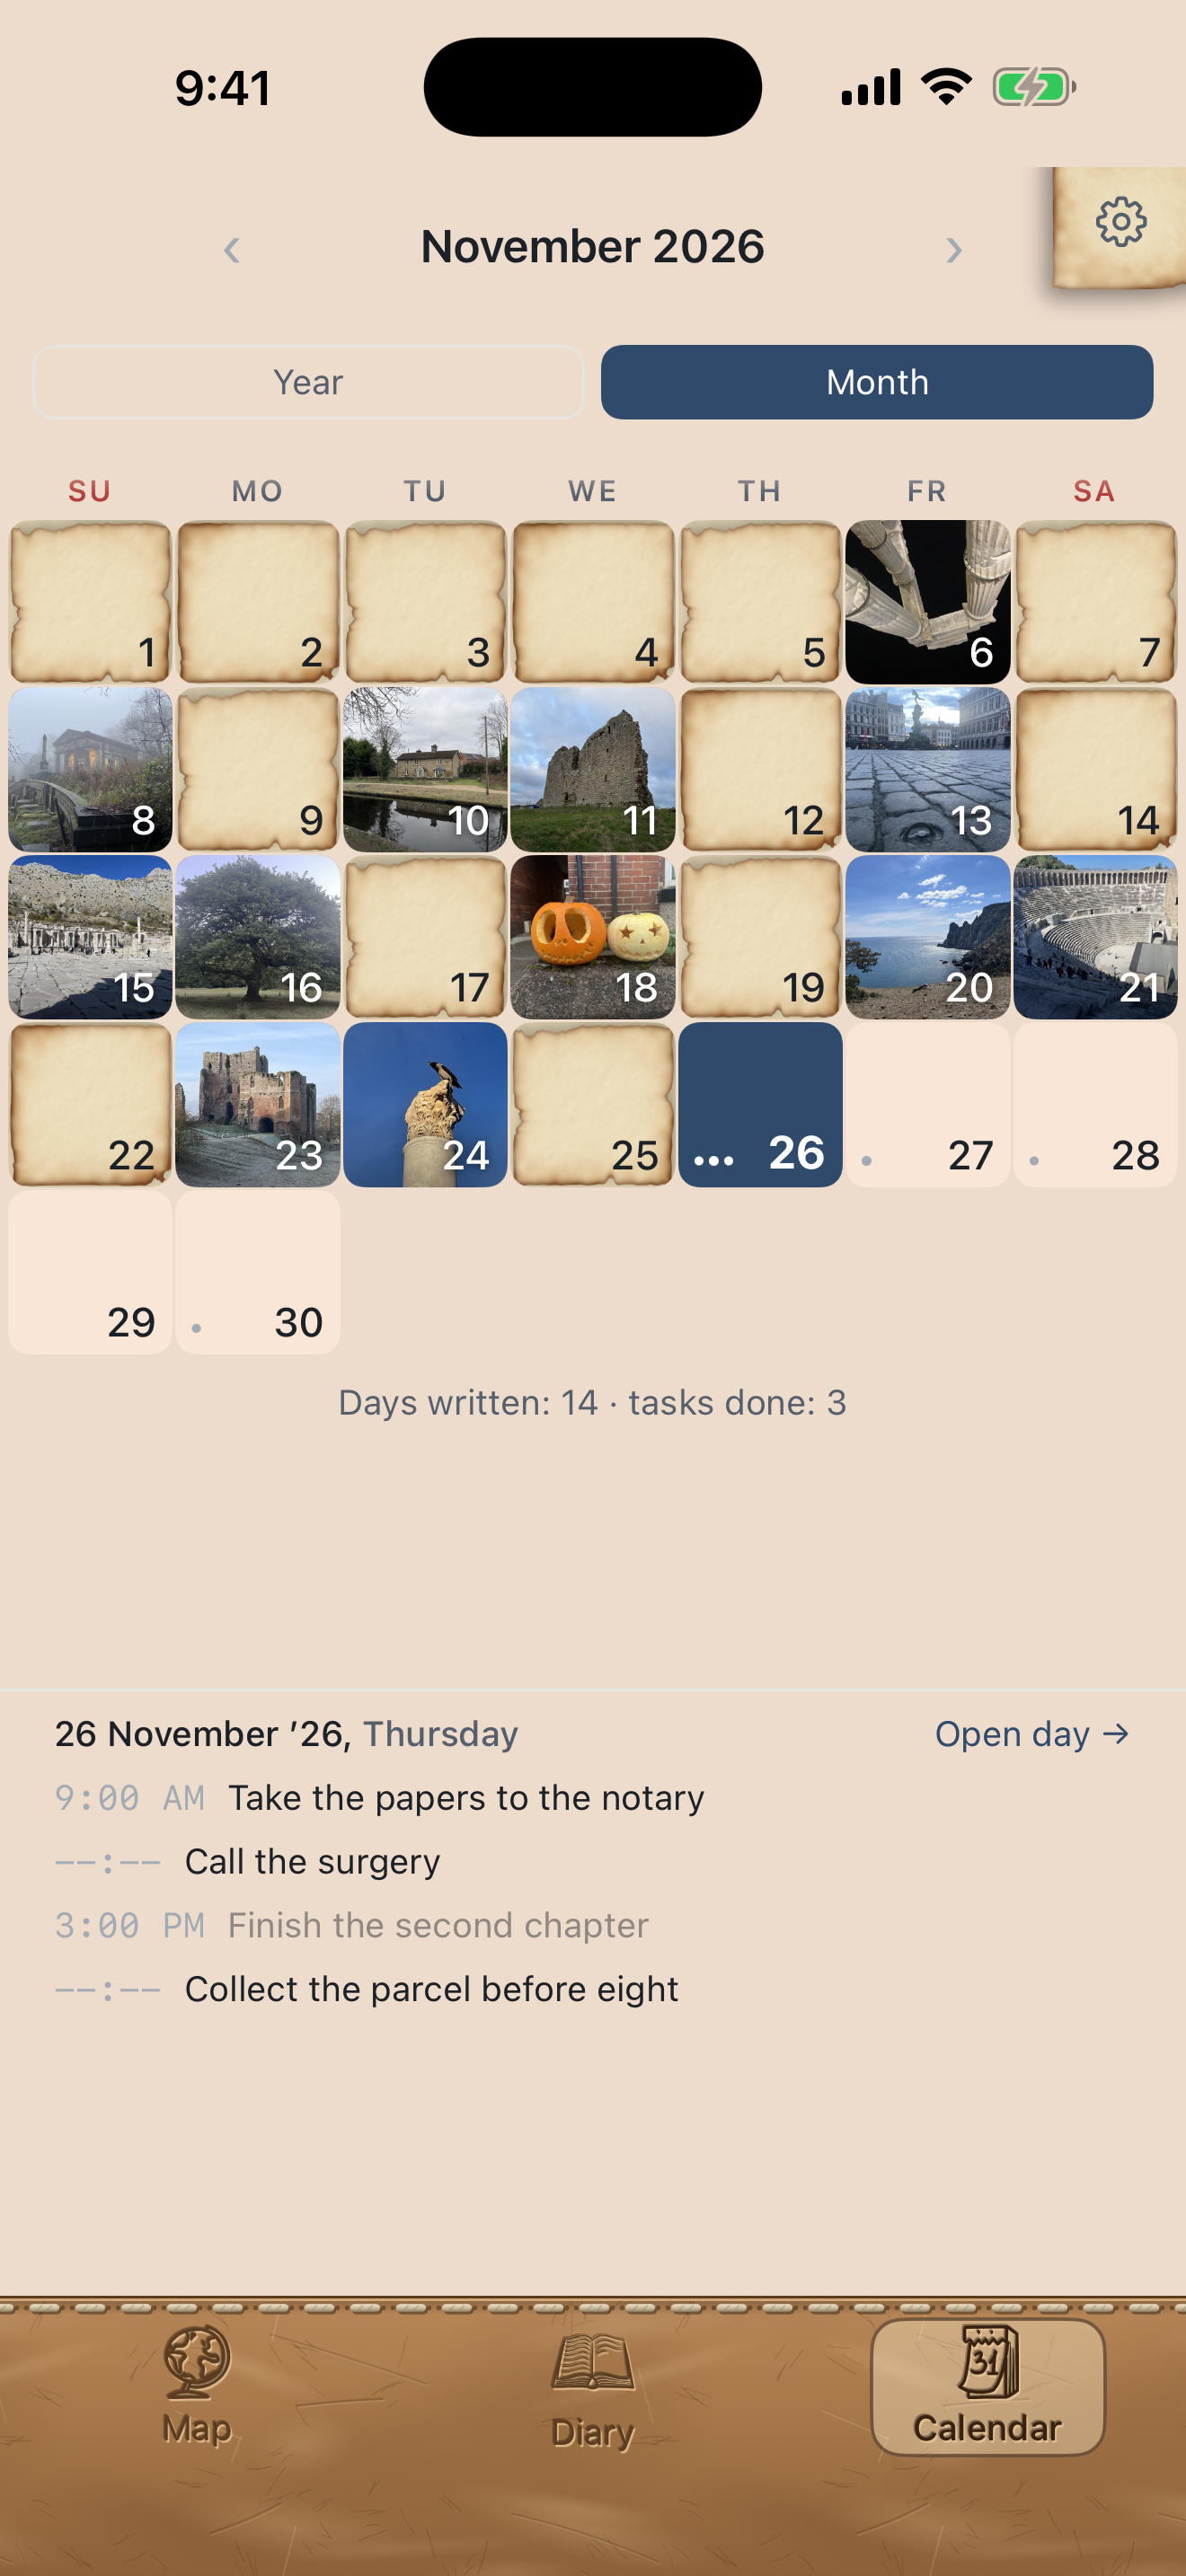 9:41
November 2026
Year Month
SU MO TU WE TH FR SA
1 2 3 4 5 6 7
8 9 10 11 12 13 14
15 16 17 18 19 20 21
22 23 24 25 26 27 28
29 30
Days written: 14 · tasks done: 3
26 November ’26, Thursday Open day →
9:00 AM Take the papers to the notary
––:–– Call the surgery
3:00 PM Finish the second chapter
––:–– Collect the parcel before eight
31
Map Diary Calendar